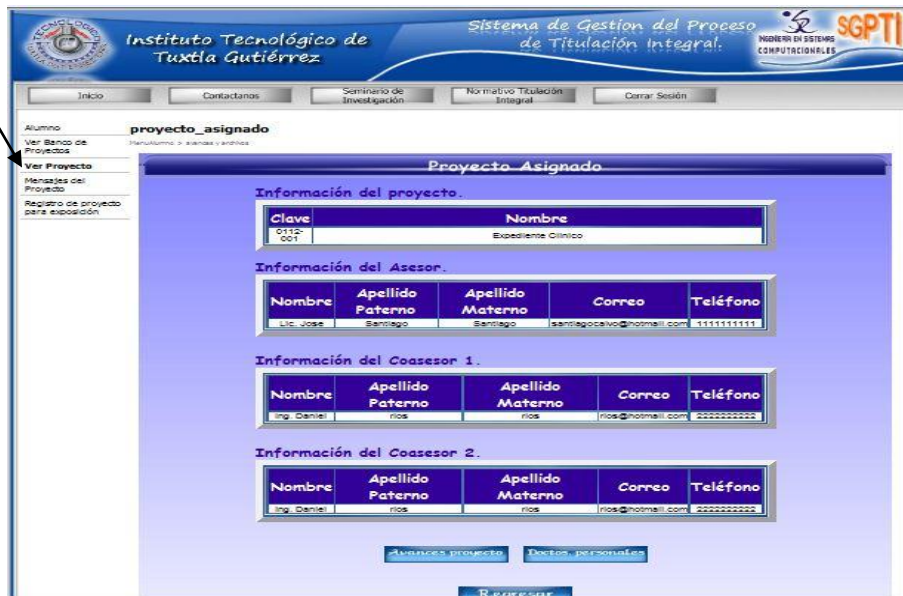 Instituto Tecnológico de
Tuxtla Gutiérrez
Sistema de Gestion del Proceso
de Titulación Integral.
INGENIERIA EN SISTEMAS
COMPUTACIONALES
SGPTI
Inicio
Contactanos
Seminario de
Investigación
Normativo Titulación
Integral
Cerrar Sesión
Alumno
Ver Banco de
Proyectos
Ver Proyecto
Mensajes del
Proyecto
Registro de proyecto
para exposición
proyecto_asignado
MenuAlumno > avances y archivos
Proyecto Asignado
Información del proyecto.
Clave Nombre
0112-
001
Expediente Clinico
Información del Asesor.
Nombre Apellido Paterno Apellido Materno Correo Teléfono
Lic. Jose Santiago Santiago santiagocalvo@hotmail.com 1111111111
Información del Coasesor 1.
Nombre Apellido Paterno Apellido Materno Correo Teléfono
Ing. Daniel rios rios rios@hotmail.com 2222222222
Información del Coasesor 2.
Nombre Apellido Paterno Apellido Materno Correo Teléfono
Ing. Daniel rios rios rios@hotmail.com 2222222222
Avances proyecto Doctos. personales
Regresar